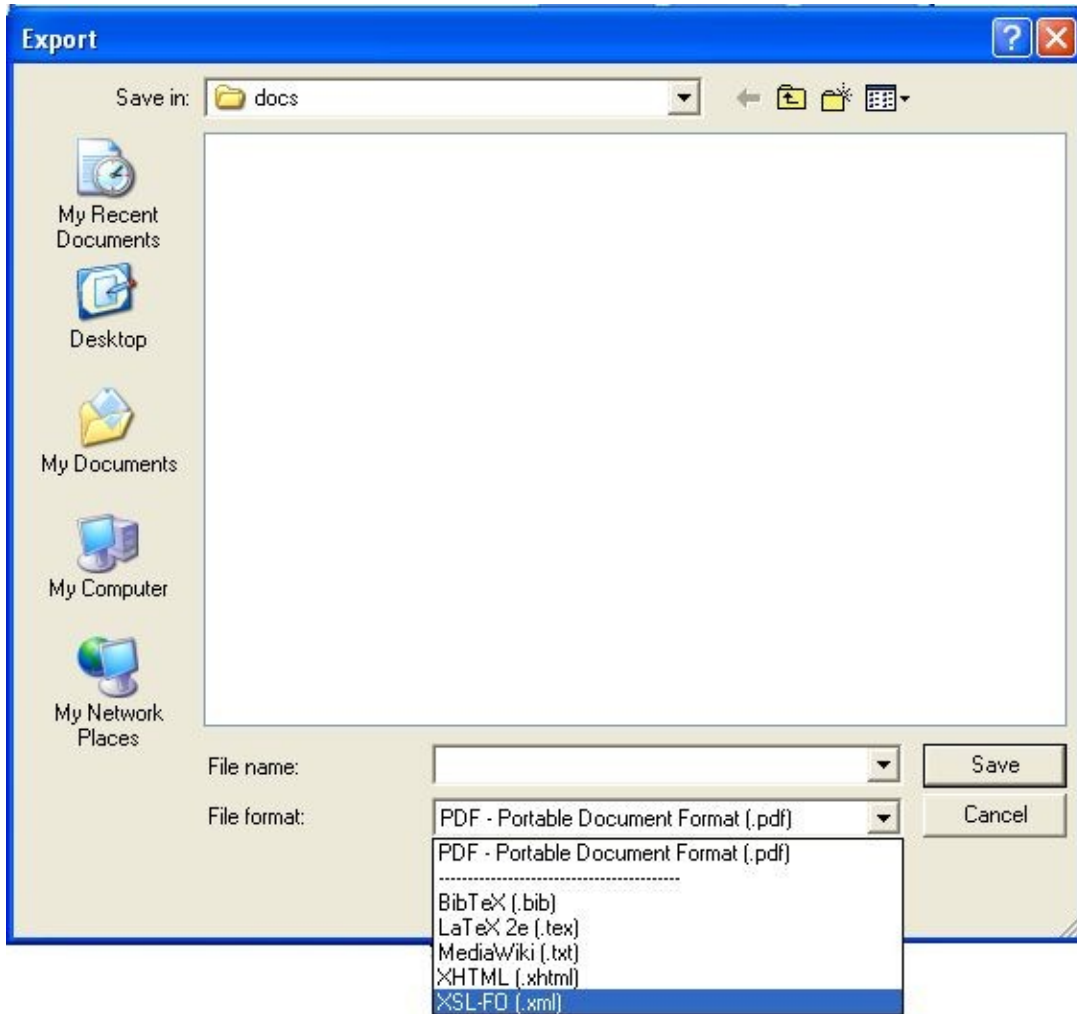 Export
Save in:
docs
My Recent
Documents
Desktop
My Documents
My Computer
My Network
Places
File name:
Save
File format:
PDF - Portable Document Format (.pdf)
Cancel
PDF - Portable Document Format (.pdf)
------------------------------------------
BibTeX (.bib)
LaTeX 2e (.tex)
MediaWiki (.txt)
XHTML (.xhtml)
XSL-FO (.xml)